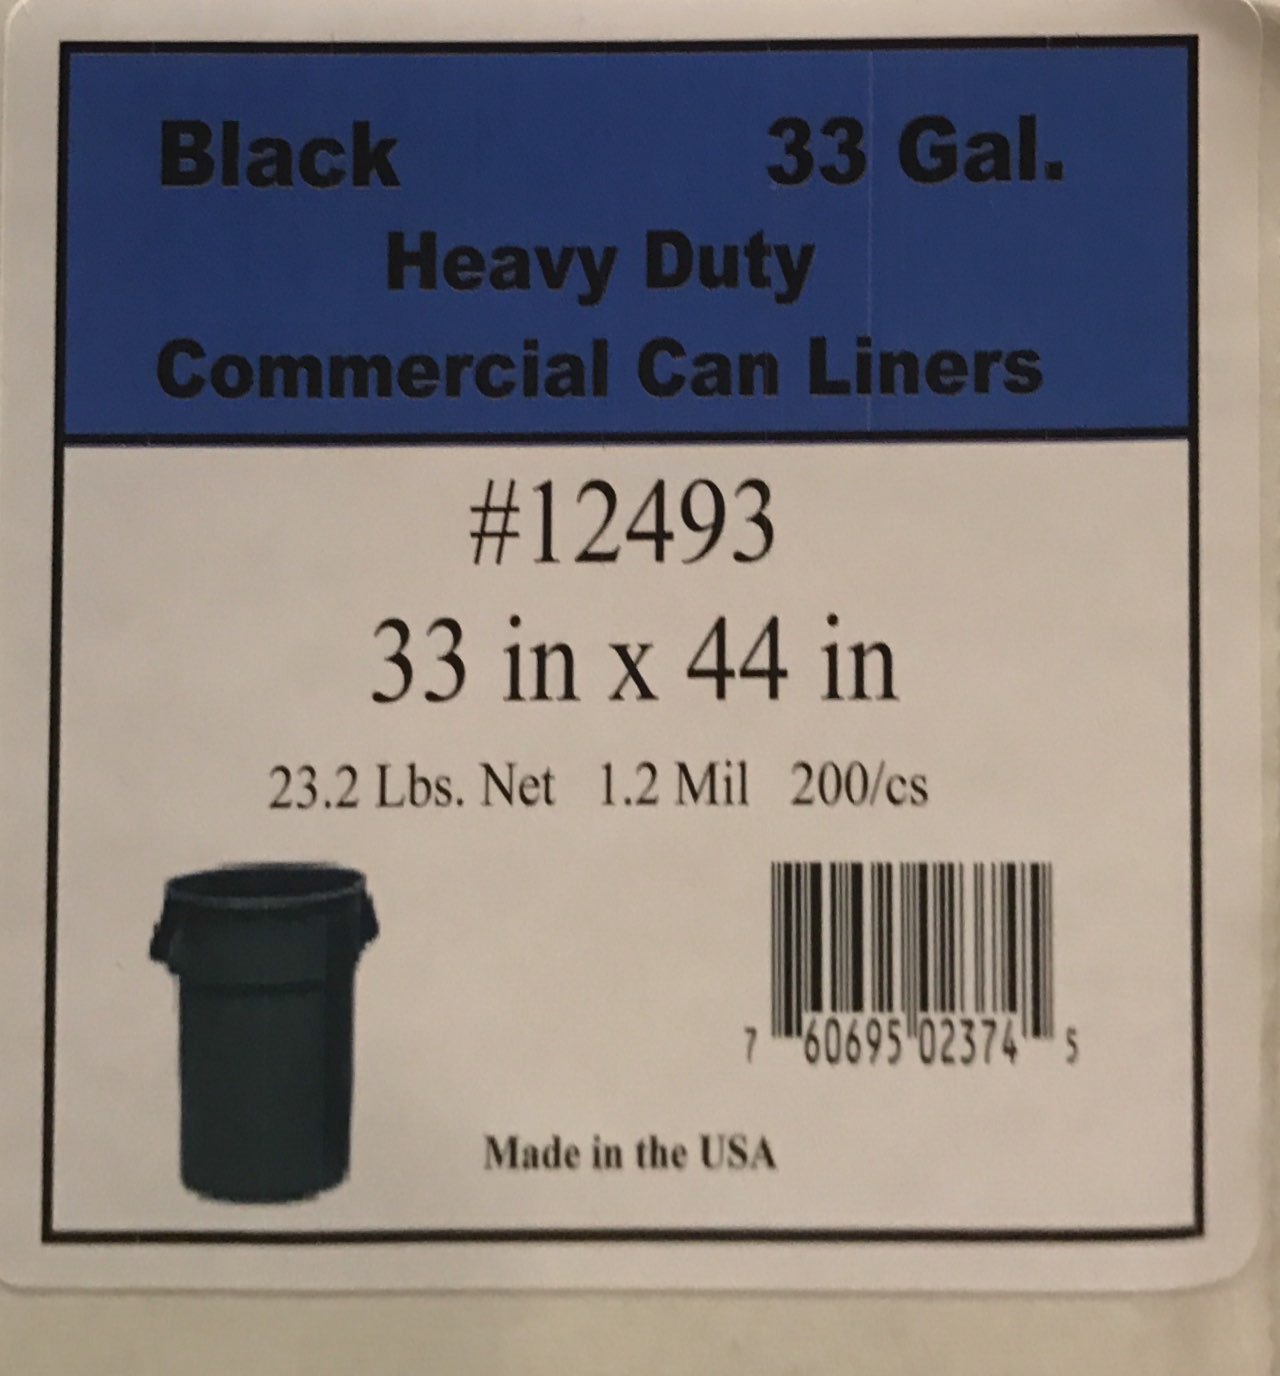 Black 33 Gal.
Heavy Duty
Commercial Can Liners
#12493
33 in x 44 in
23.2 Lbs. Net 1.2 Mil 200/cs
7 60695 02374 5
Made in the USA